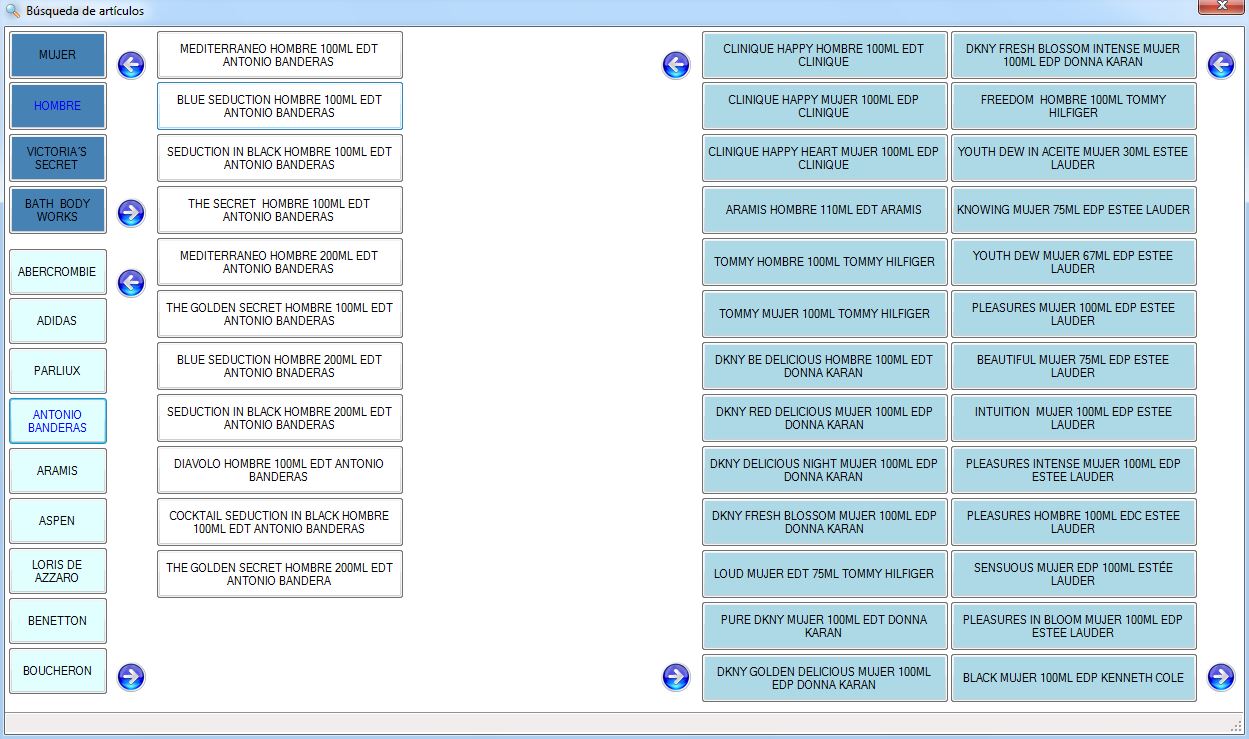 Búsqueda de artículos
MUJER
HOMBRE
VICTORIA´S
SECRET
BATH BODY
WORKS
ABERCROMBIE
ADIDAS
PARLIUX
ANTONIO
BANDERAS
ARAMIS
ASPEN
LORIS DE
AZZARO
BENETTON
BOUCHERON
MEDITERRANEO HOMBRE 100ML EDT
ANTONIO BANDERAS
BLUE SEDUCTION HOMBRE 100ML EDT
ANTONIO BANDERAS
SEDUCTION IN BLACK HOMBRE 100ML EDT
ANTONIO BANDERAS
THE SECRET HOMBRE 100ML EDT
ANTONIO BANDERAS
MEDITERRANEO HOMBRE 200ML EDT
ANTONIO BANDERAS
THE GOLDEN SECRET HOMBRE 100ML EDT
ANTONIO BANDERAS
BLUE SEDUCTION HOMBRE 200ML EDT
ANTONIO BNADERAS
SEDUCTION IN BLACK HOMBRE 200ML EDT
ANTONIO BANDERAS
DIAVOLO HOMBRE 100ML EDT ANTONIO
BANDERAS
COCKTAIL SEDUCTION IN BLACK HOMBRE
100ML EDT ANTONIO BANDERAS
THE GOLDEN SECRET HOMBRE 200ML EDT
ANTONIO BANDERA
CLINIQUE HAPPY HOMBRE 100ML EDT
CLINIQUE
CLINIQUE HAPPY MUJER 100ML EDP
CLINIQUE
CLINIQUE HAPPY HEART MUJER 100ML EDP
CLINIQUE
ARAMIS HOMBRE 110ML EDT ARAMIS
TOMMY HOMBRE 100ML TOMMY HILFIGER
TOMMY MUJER 100ML TOMMY HILFIGER
DKNY BE DELICIOUS HOMBRE 100ML EDT
DONNA KARAN
DKNY RED DELICIOUS MUJER 100ML EDP
DONNA KARAN
DKNY DELICIOUS NIGHT MUJER 100ML EDP
DONNA KARAN
DKNY FRESH BLOSSOM MUJER 100ML EDP
DONNA KARAN
LOUD MUJER EDT 75ML TOMMY HILFIGER
PURE DKNY MUJER 100ML EDT DONNA
KARAN
DKNY GOLDEN DELICIOUS MUJER 100ML
EDP DONNA KARAN
DKNY FRESH BLOSSOM INTENSE MUJER
100ML EDP DONNA KARAN
FREEDOM HOMBRE 100ML TOMMY
HILFIGER
YOUTH DEW IN ACEITE MUJER 30ML ESTEE
LAUDER
KNOWING MUJER 75ML EDP ESTEE LAUDER
YOUTH DEW MUJER 67ML EDP ESTEE
LAUDER
PLEASURES MUJER 100ML EDP ESTEE
LAUDER
BEAUTIFUL MUJER 75ML EDP ESTEE
LAUDER
INTUITION MUJER 100ML EDP ESTEE
LAUDER
PLEASURES INTENSE MUJER 100ML EDP
ESTEE LAUDER
PLEASURES HOMBRE 100ML EDC ESTEE
LAUDER
SENSUOUS MUJER EDP 100ML ESTÉE
LAUDER
PLEASURES IN BLOOM MUJER 100ML EDP
ESTEE LAUDER
BLACK MUJER 100ML EDP KENNETH COLE